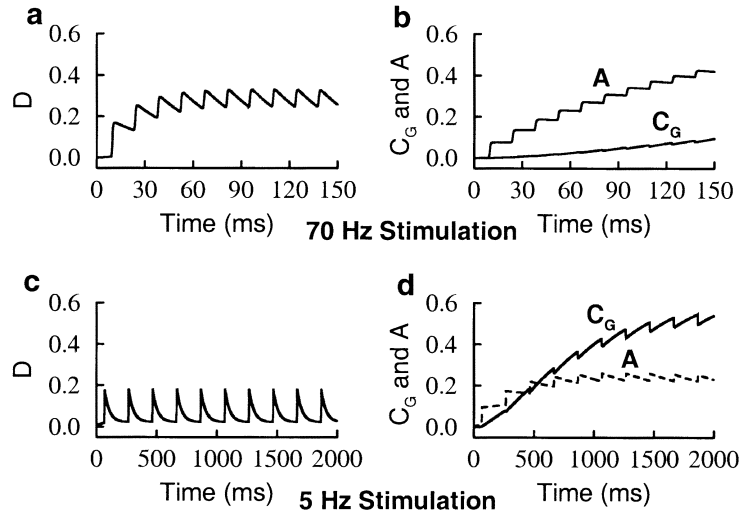 a
b
0.6
0.4
0.2
0.0
D
0 30 60 90 120 150
Time (ms)
0.6
0.4
0.2
0.0
C_G and A
A
C_G
0 30 60 90 120 150
Time (ms)
70 Hz Stimulation
c
d
0.6
0.4
0.2
0.0
D
0 500 1000 1500 2000
Time (ms)
0.6
0.4
0.2
0.0
C_G and A
C_G
A
0 500 1000 1500 2000
Time (ms)
5 Hz Stimulation